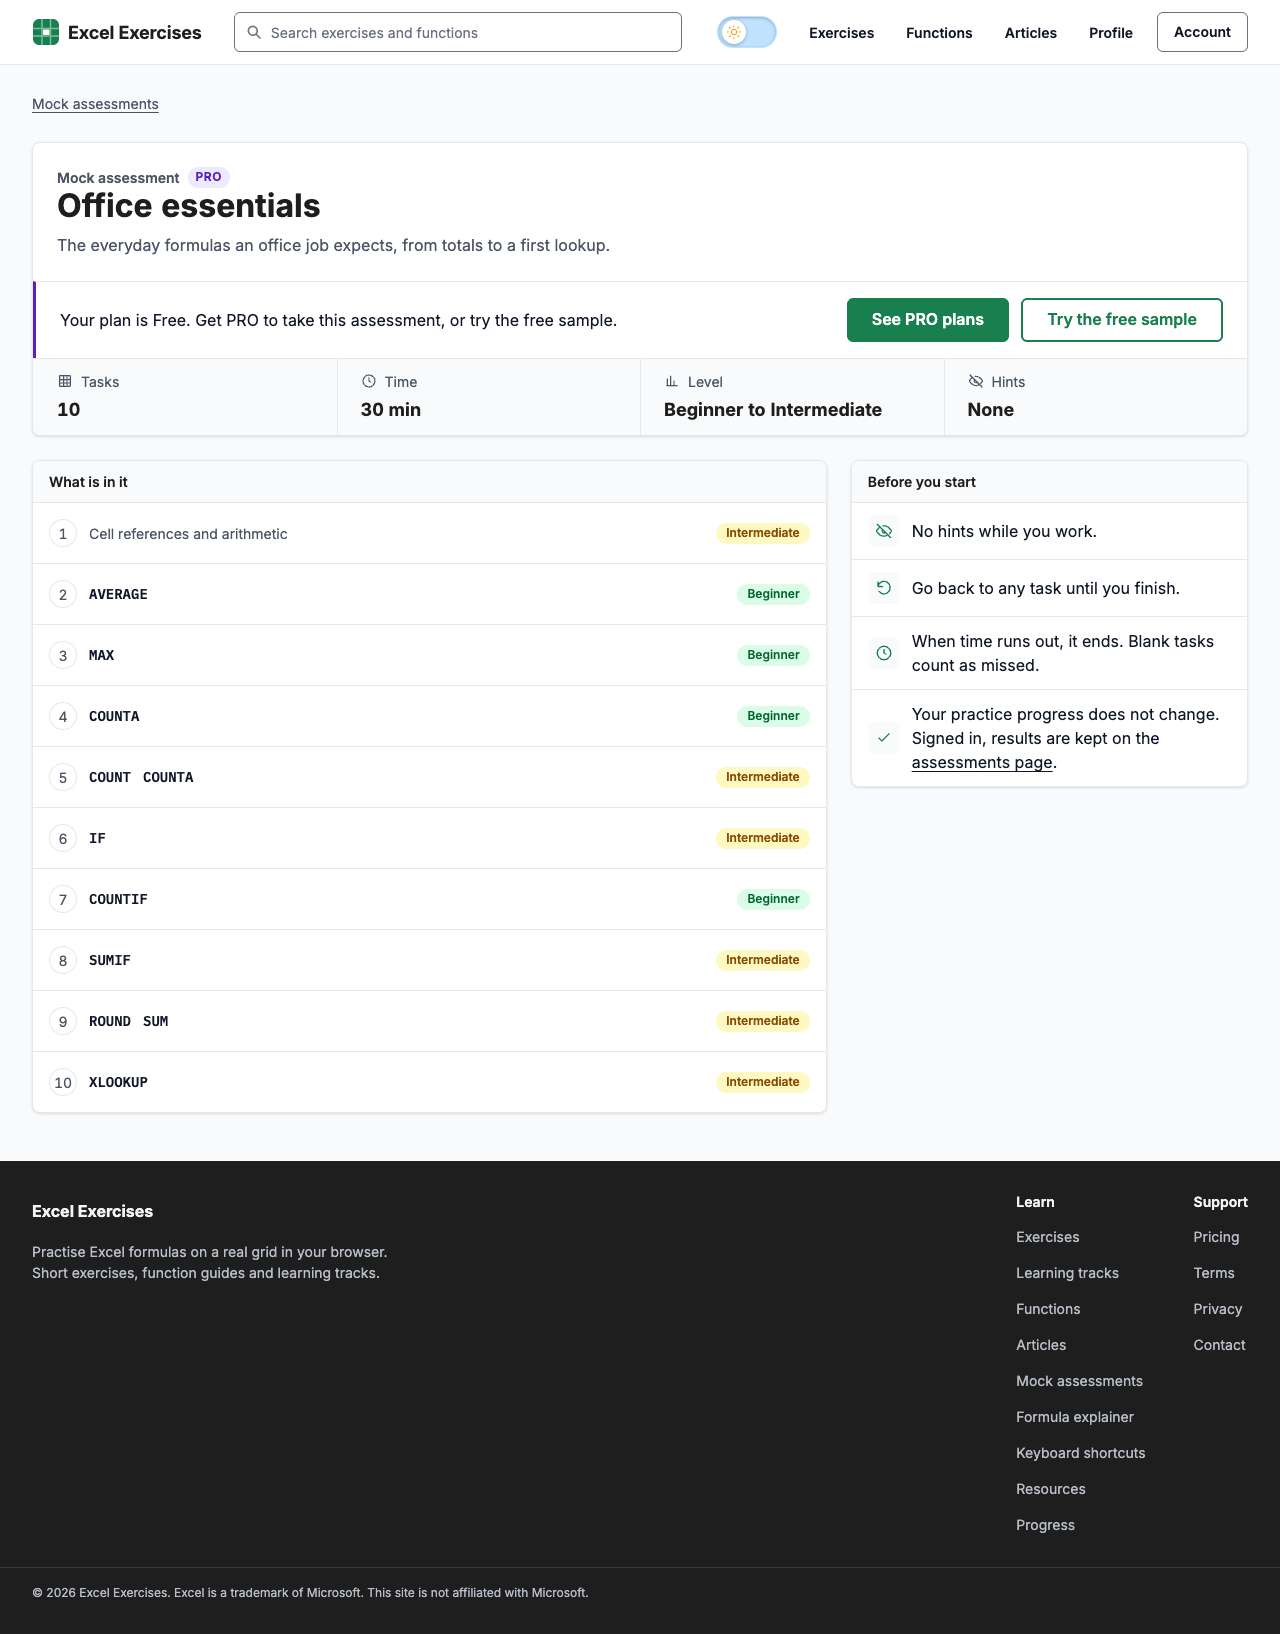 Excel Exercises
Search exercises and functions
Exercises
Functions
Articles
Profile
Account
Mock assessments
Mock assessment PRO
Office essentials
The everyday formulas an office job expects, from totals to a first lookup.
Your plan is Free. Get PRO to take this assessment, or try the free sample.
See PRO plans
Try the free sample
Tasks
10
Time
30 min
Level
Beginner to Intermediate
Hints
None
What is in it
1 Cell references and arithmetic Intermediate
2 AVERAGE Beginner
3 MAX Beginner
4 COUNTA Beginner
5 COUNT COUNTA Intermediate
6 IF Intermediate
7 COUNTIF Beginner
8 SUMIF Intermediate
9 ROUND SUM Intermediate
10 XLOOKUP Intermediate
Before you start
No hints while you work.
Go back to any task until you finish.
When time runs out, it ends. Blank tasks
count as missed.
Your practice progress does not change.
Signed in, results are kept on the
assessments page.
Excel Exercises
Practise Excel formulas on a real grid in your browser.
Short exercises, function guides and learning tracks.
Learn
Exercises
Learning tracks
Functions
Articles
Mock assessments
Formula explainer
Keyboard shortcuts
Resources
Progress
Support
Pricing
Terms
Privacy
Contact
© 2026 Excel Exercises. Excel is a trademark of Microsoft. This site is not affiliated with Microsoft.